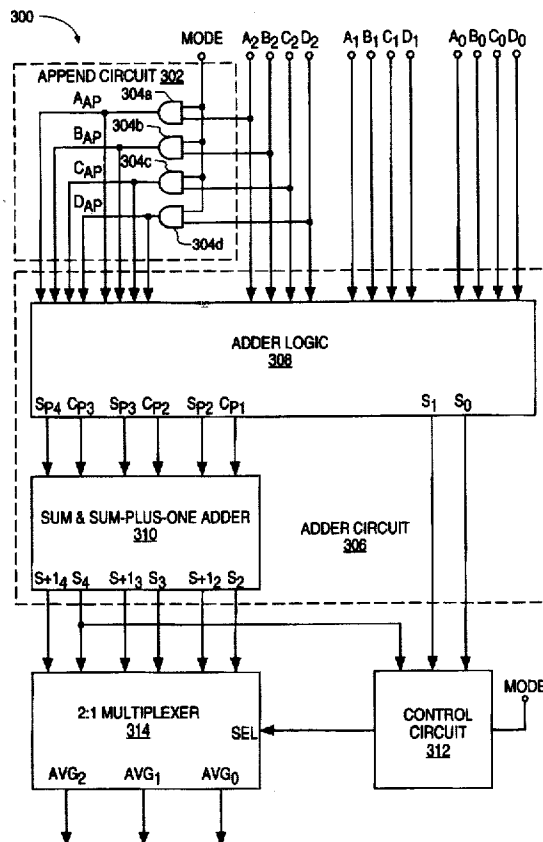 300
MODE A2 B2 C2 D2 A1 B1 C1 D1 A0 B0 C0 D0
APPEND CIRCUIT 302
304a
AAP
304b
BAP
304c
CAP
DAP
304d
ADDER LOGIC
308
SP4 CP3 SP3 CP2 SP2 CP1 S1 S0
SUM & SUM-PLUS-ONE ADDER
310
ADDER CIRCUIT
306
S+14 S4 S+13 S3 S+12 S2
MODE
2:1 MULTIPLEXER
314
SEL
CONTROL
CIRCUIT
312
AVG2 AVG1 AVG0